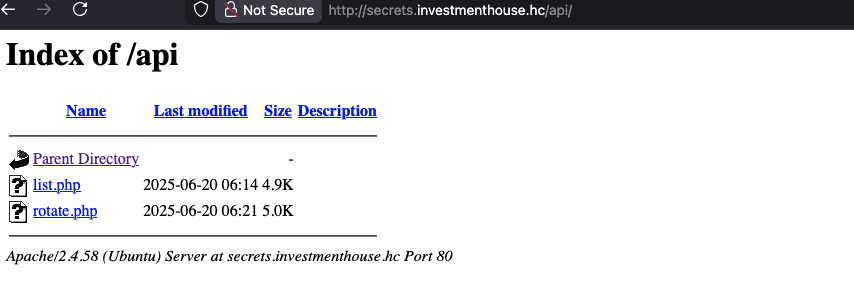 Not Secure http://secrets.investmenthouse.hc/api/
Index of /api
Name Last modified Size Description
Parent Directory -
list.php 2025-06-20 06:14 4.9K
rotate.php 2025-06-20 06:21 5.0K
Apache/2.4.58 (Ubuntu) Server at secrets.investmenthouse.hc Port 80